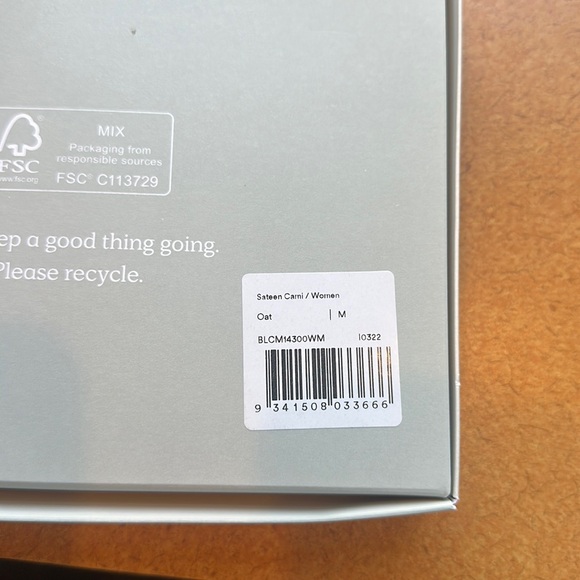 MIX
Packaging from
responsible sources
FSC
www.fsc.org
FSC® C113729
ep a good thing going.
Please recycle.
Sateen Cami / Women
Oat | M
BLCM14300WM 10322
9 341508 033666